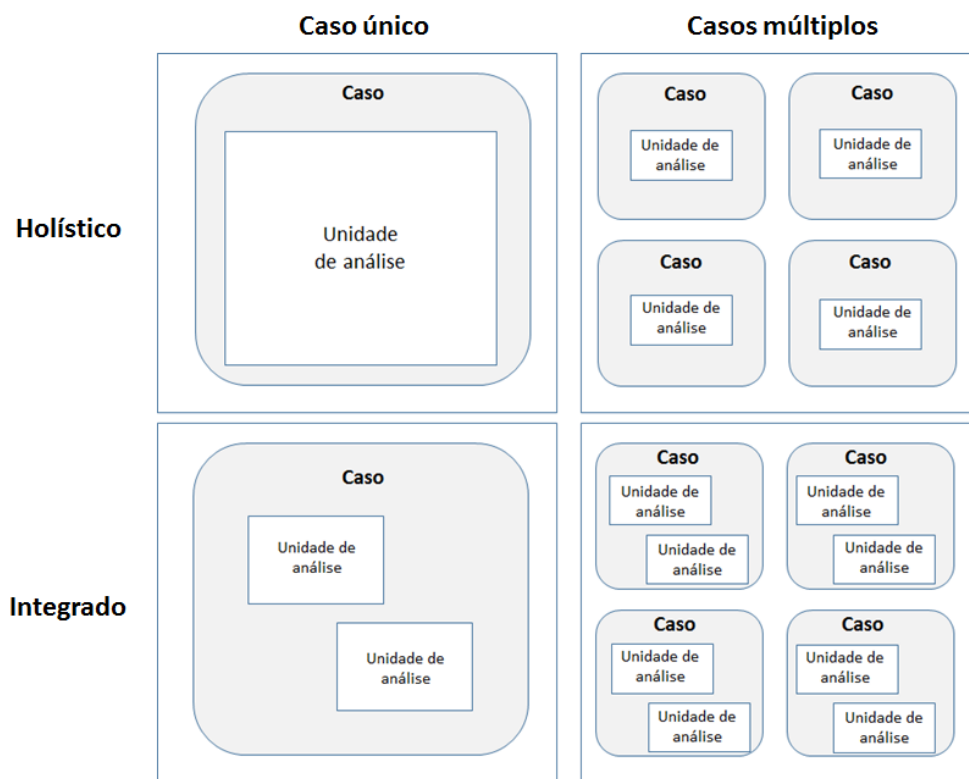 Caso único
Casos múltiplos
Holístico
Caso
Unidade
de análise
Caso
Unidade de
análise
Caso
Unidade de
análise
Caso
Unidade de
análise
Caso
Unidade de
análise
Integrado
Caso
Unidade de
análise
Unidade de
análise
Caso
Unidade de
análise
Unidade de
análise
Caso
Unidade de
análise
Unidade de
análise
Caso
Unidade de
análise
Unidade de
análise
Caso
Unidade de
análise
Unidade de
análise